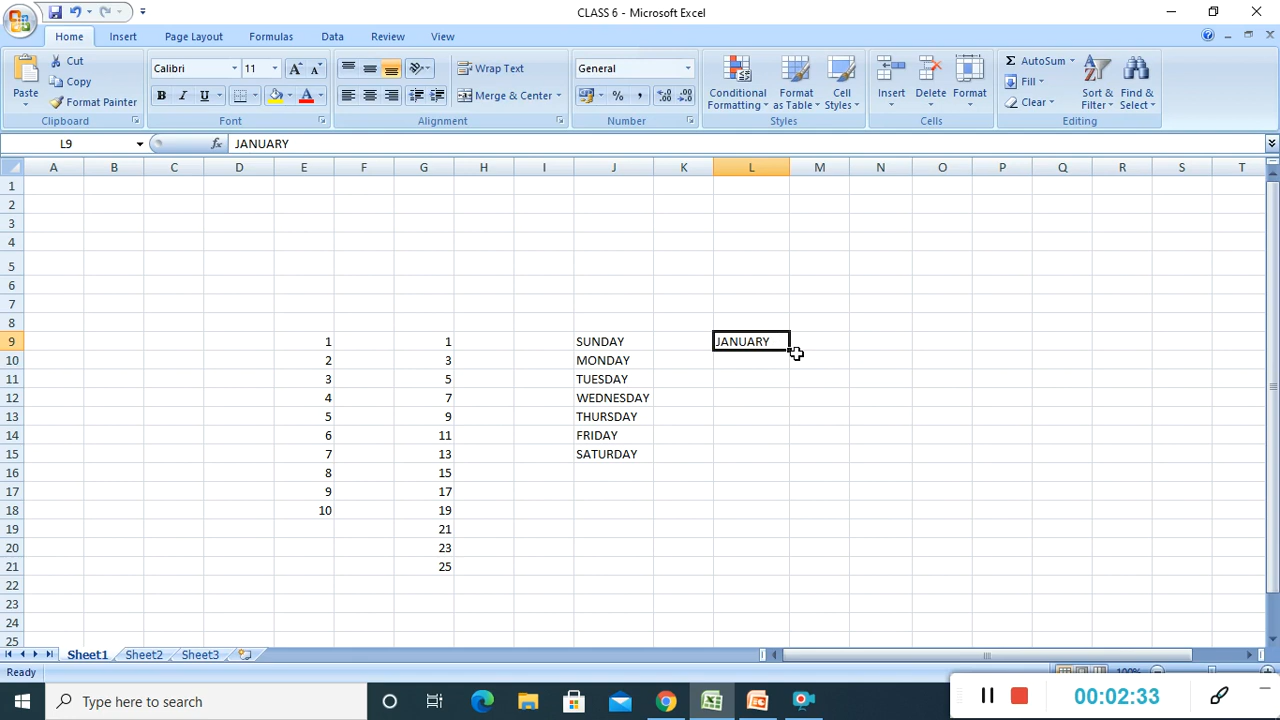 CLASS 6 - Microsoft Excel
Home Insert Page Layout Formulas Data Review View
Paste Cut Copy Format Painter
Clipboard
Calibri 11
B I U A
Font
Wrap Text
Merge & Center
Alignment
General
% , .0 .00 .00 .0
Number
Conditional Formatting Format as Table Cell Styles
Styles
Insert Delete Format
Cells
Σ AutoSum Fill Clear Sort & Filter Find & Select
Editing
L9 fx JANUARY
A B C D E F G H I J K L M N O P Q R S T
1
2
3
4
5
6
7
8
9 1 1 SUNDAY JANUARY
10 2 3 MONDAY
11 3 5 TUESDAY
12 4 7 WEDNESDAY
13 5 9 THURSDAY
14 6 11 FRIDAY
15 7 13 SATURDAY
16 8 15
17 9 17
18 10 19
19 21
20 23
21 25
22
23
24
25
Sheet1 Sheet2 Sheet3
Ready 100%
Type here to search
00:02:33